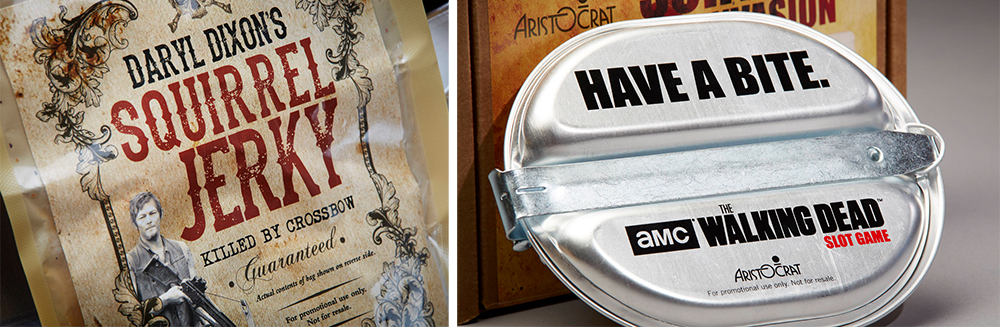 DARYL DIXON'S
SQUIRREL
JERKY
KILLED BY CROSSBOW
Guaranteed
Actual contents of bag shown on reverse side.
For promotional use only.
Not for resale.
ARISTOCRAT
HAVE A BITE.
aMC THE WALKING DEAD™
SLOT GAME
ARISTOCRAT
For promotional use only. Not for resale.